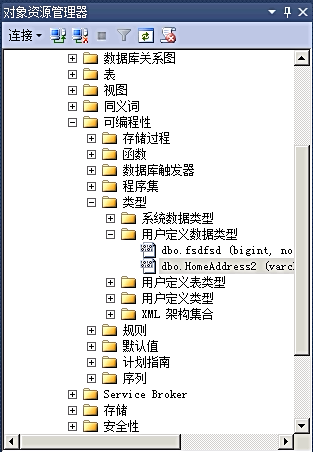 对象资源管理器
连接
数据库关系图
表
视图
同义词
可编程性
存储过程
函数
数据库触发器
程序集
类型
系统数据类型
用户定义数据类型
dbo.fsdfsd (bigint, no
dbo.HomeAddress2 (varch
用户定义表类型
用户定义类型
XML 架构集合
规则
默认值
计划指南
序列
Service Broker
存储
安全性